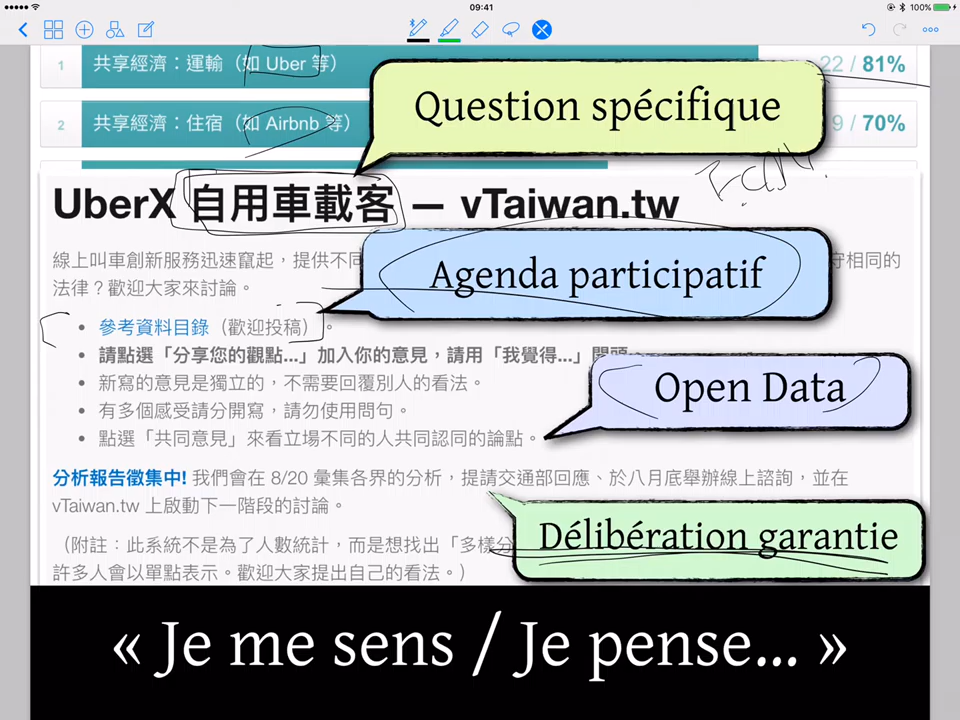 09:41
100%
1 共享經濟：運輸（如 Uber 等） 22 / 81%
Question spécifique
2 共享經濟：住宿（如 Airbnb 等） 9 / 70%
UberX 自用車載客 — vTaiwan.tw
線上叫車創新服務迅速竄起，提供不同 守相同的
Agenda participatif
法律？歡迎大家來討論。
• 參考資料目錄（歡迎投稿）。
• 請點選「分享您的觀點...」加入你的意見，請用「我覺得...」開頭
• 新寫的意見是獨立的，不需要回覆別人的看法。
Open Data
• 有多個感受請分開寫，請勿使用問句。
• 點選「共同意見」來看立場不同的人共同認同的論點。
分析報告徵集中! 我們會在 8/20 彙集各界的分析，提請交通部回應、於八月底舉辦線上諮詢，並在
vTaiwan.tw 上啟動下一階段的討論。
Délibération garantie
（附註：此系統不是為了人數統計，而是想找出「多樣分
許多人會以單點表示。歡迎大家提出自己的看法。）
« Je me sens / Je pense... »